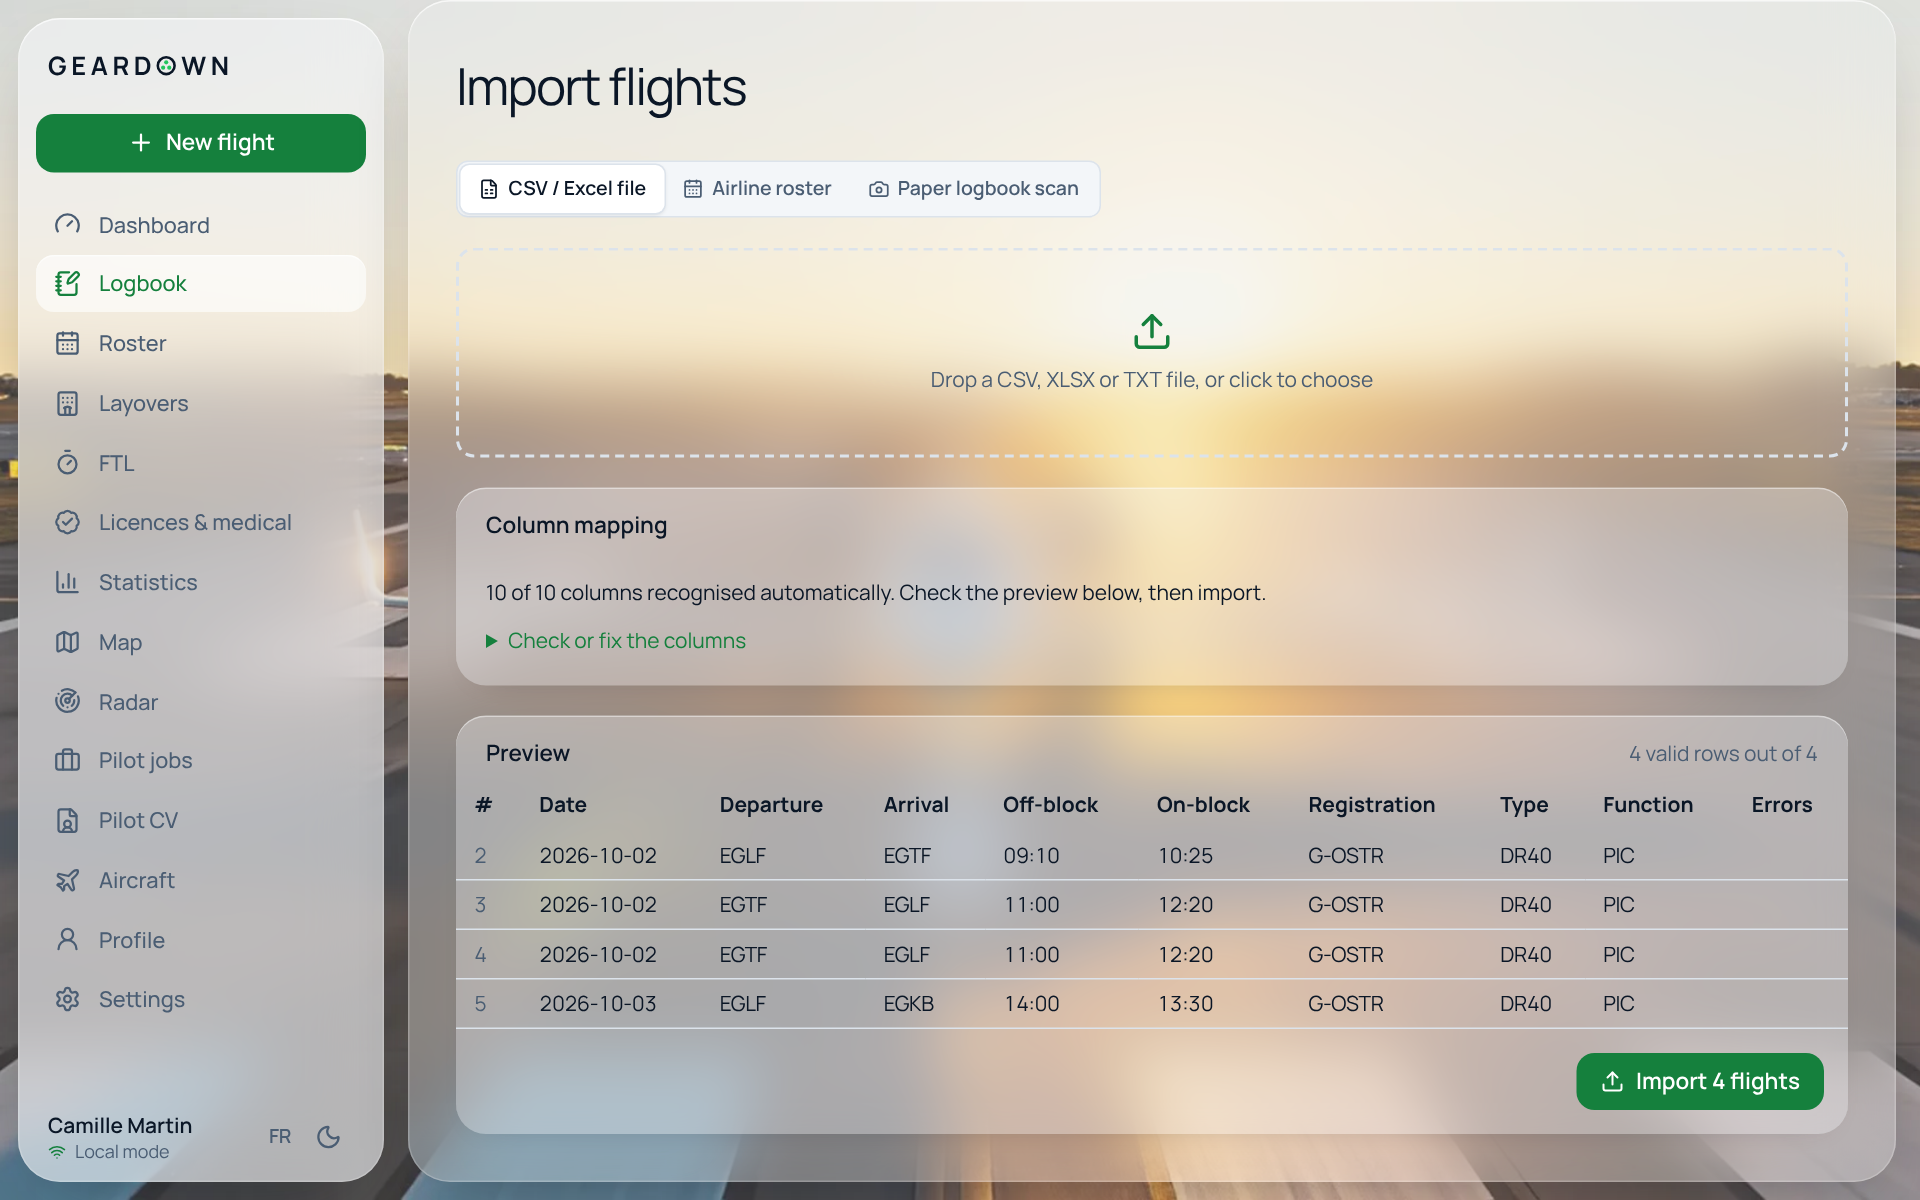 GEARDOWN
New flight
Dashboard
Logbook
Roster
Layovers
FTL
Licences & medical
Statistics
Map
Radar
Pilot jobs
Pilot CV
Aircraft
Profile
Settings
Camille Martin
Local mode
FR
Import flights
CSV / Excel file
Airline roster
Paper logbook scan
Drop a CSV, XLSX or TXT file, or click to choose
Column mapping
10 of 10 columns recognised automatically. Check the preview below, then import.
Check or fix the columns
Preview
4 valid rows out of 4
# Date Departure Arrival Off-block On-block Registration Type Function Errors
2 2026-10-02 EGLF EGTF 09:10 10:25 G-OSTR DR40 PIC
3 2026-10-02 EGTF EGLF 11:00 12:20 G-OSTR DR40 PIC
4 2026-10-02 EGTF EGLF 11:00 12:20 G-OSTR DR40 PIC
5 2026-10-03 EGLF EGKB 14:00 13:30 G-OSTR DR40 PIC
Import 4 flights